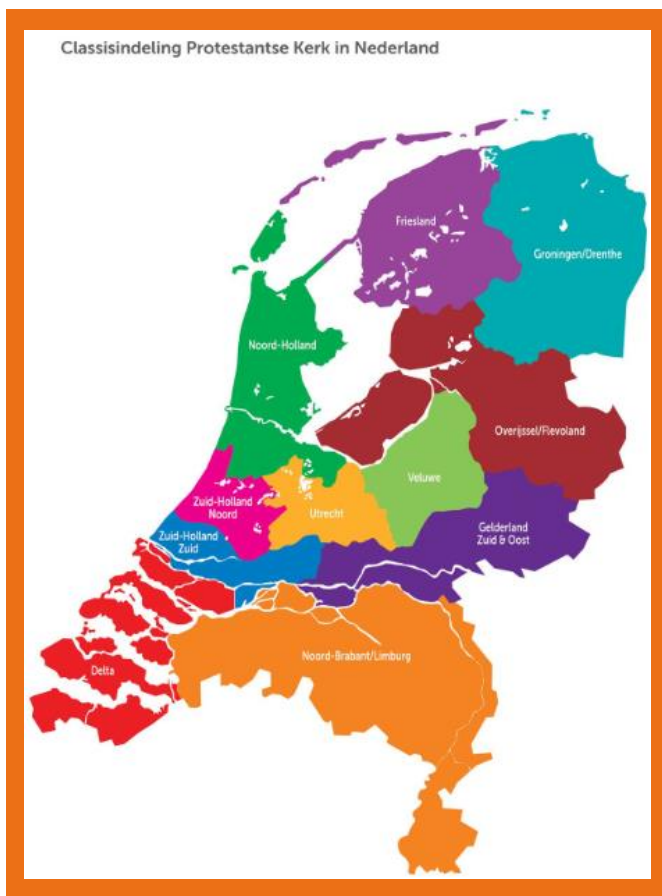 Classisindeling Protestantse Kerk in Nederland
Friesland
Groningen/Drenthe
Noord-Holland
Overijssel/Flevoland
Veluwe
Zuid-Holland
Noord
Utrecht
Gelderland
Zuid & Oost
Zuid-Holland
Zuid
Noord-Brabant/Limburg
Delta